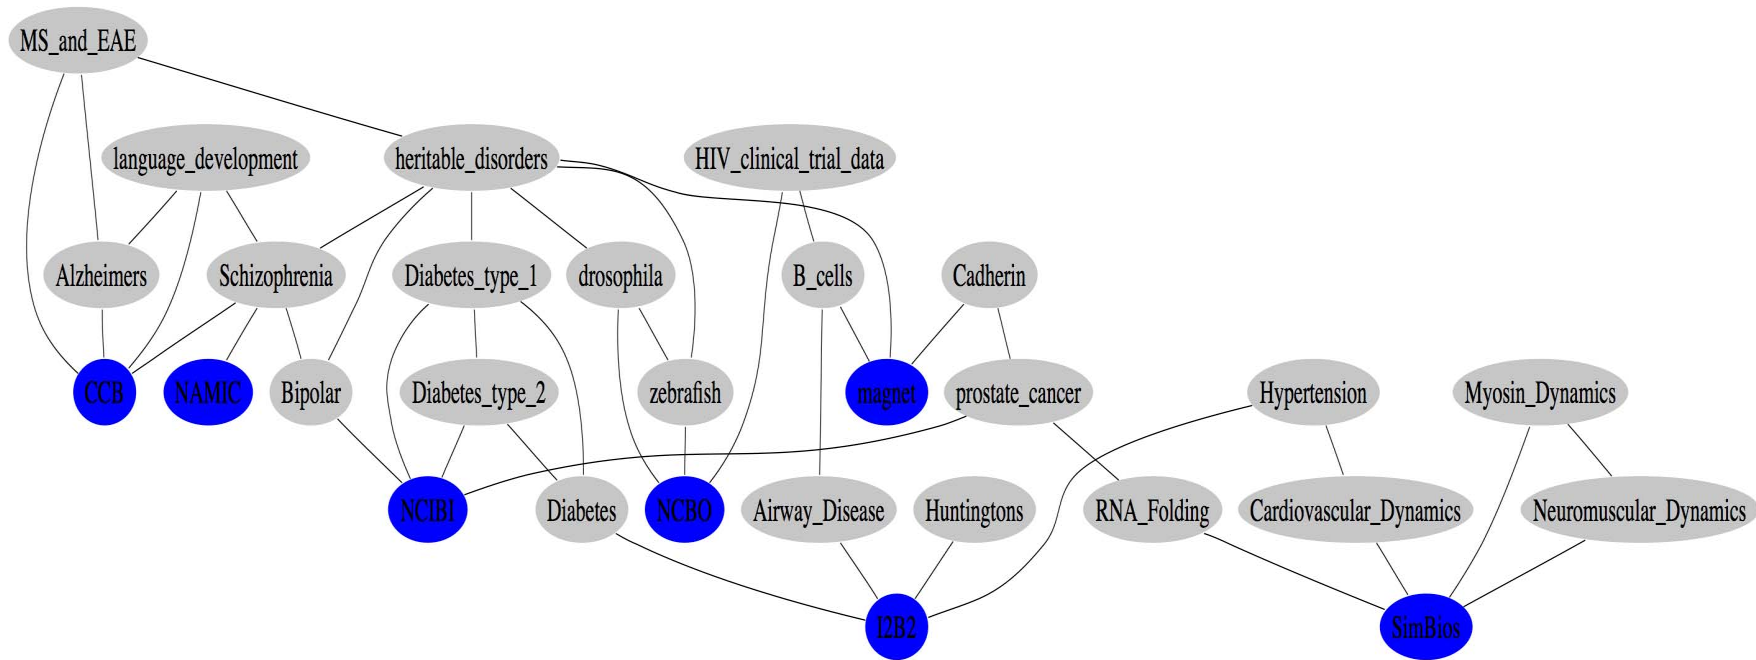 MS_and_EAE
language_development
heritable_disorders
HIV_clinical_trial_data
Alzheimers
Schizophrenia
Diabetes_type_1
drosophila
B_cells
Cadherin
CCB
NAMIC
Bipolar
Diabetes_type_2
zebrafish
magnet
prostate_cancer
Hypertension
Myosin_Dynamics
NCIBI
Diabetes
NCBO
Airway_Disease
Huntingtons
RNA_Folding
Cardiovascular_Dynamics
Neuromuscular_Dynamics
I2B2
SimBios